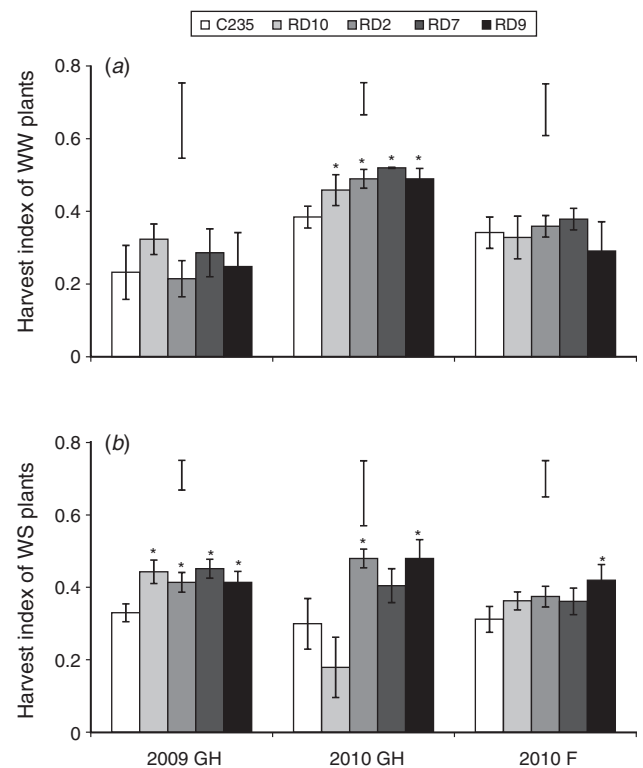 C235 RD10 RD2 RD7 RD9
(a)
Harvest index of WW plants
0.8
0.6
0.4
0.2
0
* * * *
(b)
Harvest index of WS plants
0.8
0.6
0.4
0.2
0
* * * *
* *
*
2009 GH 2010 GH 2010 F